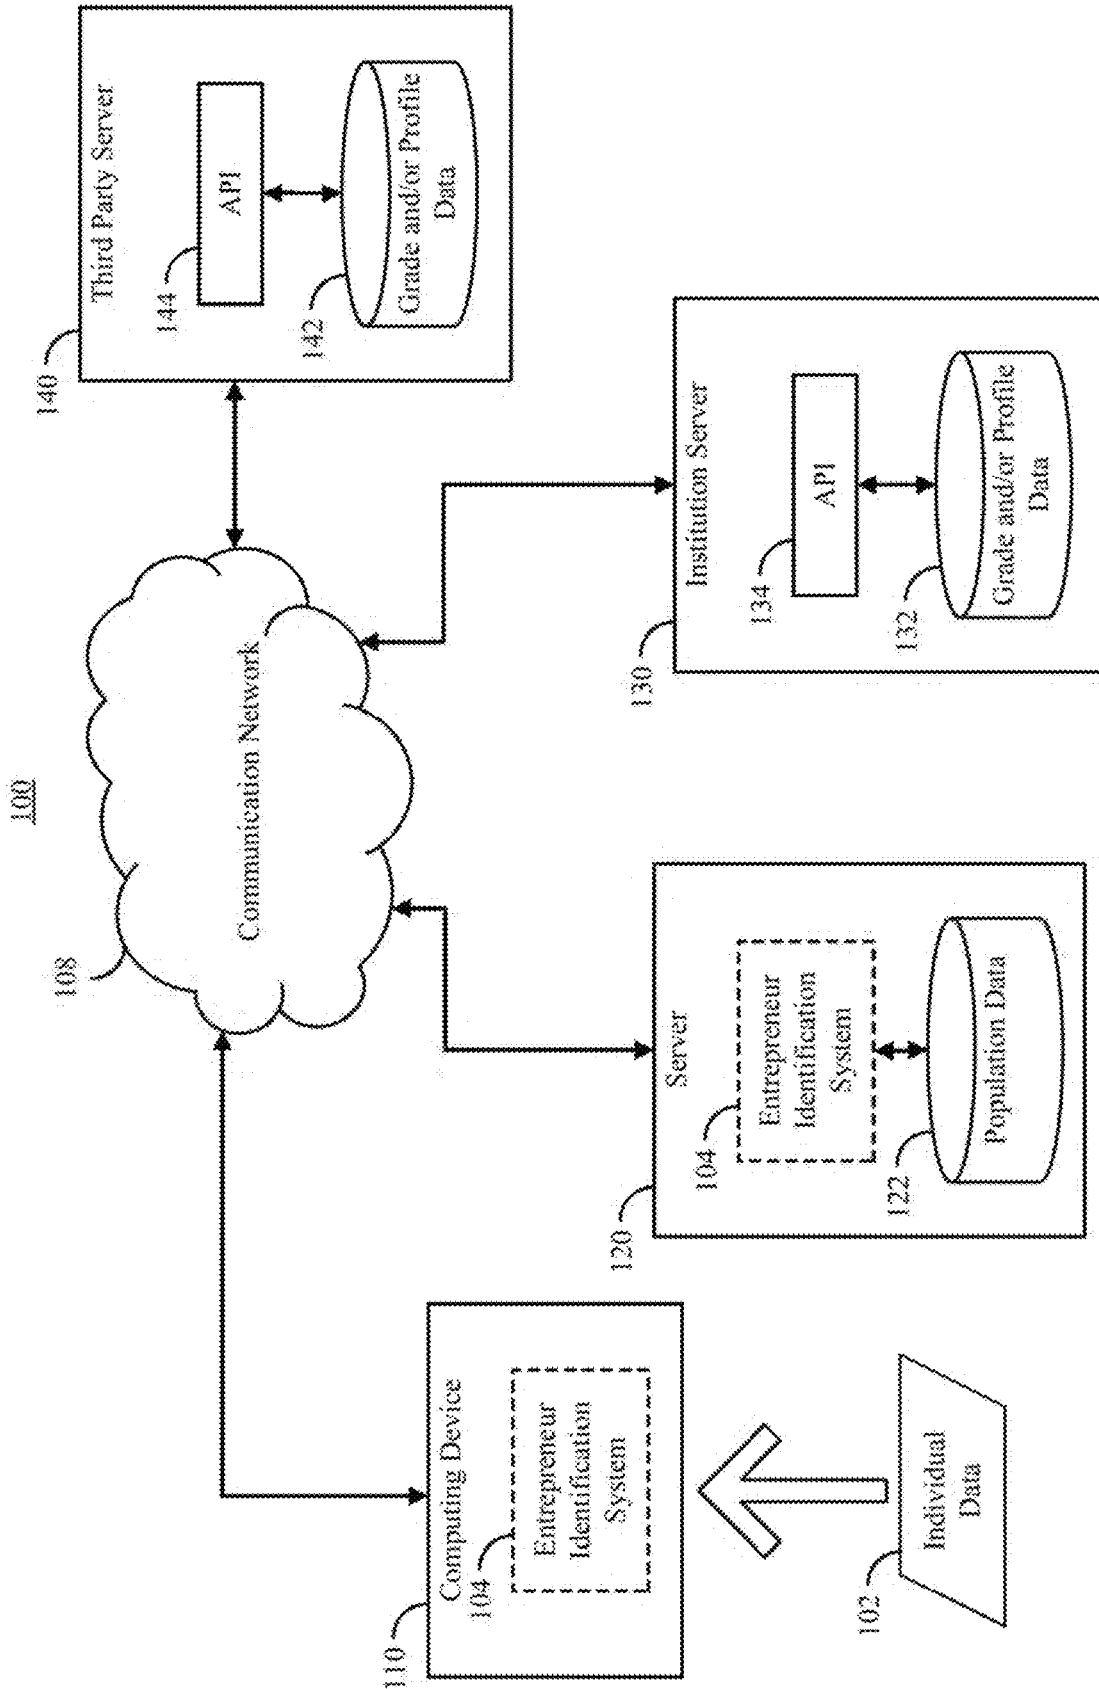 100
108
Communication Network
110
Computing Device
104
Entrepreneur
Identification
System
102
Individual
Data
120
Server
104
Entrepreneur
Identification
System
122
Population Data
130
Institution Server
134
API
132
Grade and/or Profile
Data
140
Third Party Server
144
API
142
Grade and/or Profile
Data